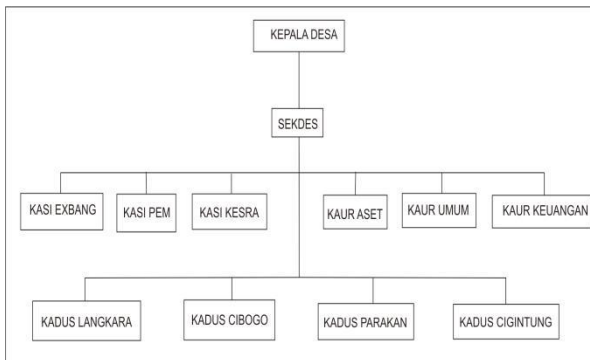 KEPALA DESA
SEKDES
KASI EXBANG
KASI PEM
KASI KESRA
KAUR ASET
KAUR UMUM
KAUR KEUANGAN
KADUS LANGKARA
KADUS CIBOGO
KADUS PARAKAN
KADUS CIGINTUNG